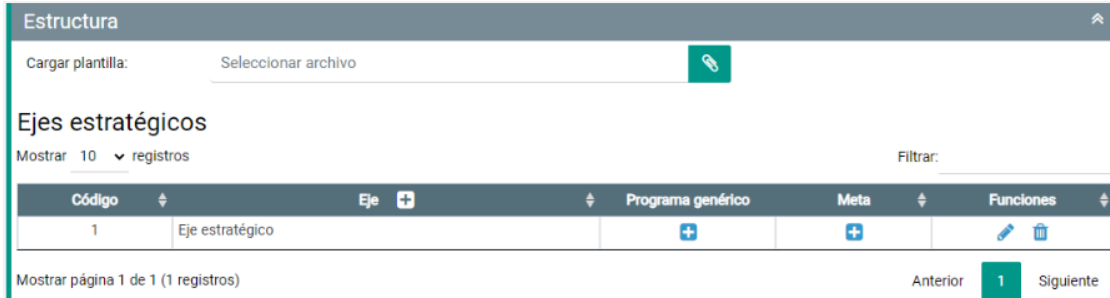 Estructura
Cargar plantilla: Seleccionar archivo
Ejes estratégicos
Mostrar 10 registros Filtrar:
Código Eje Programa genérico Meta Funciones
1 Eje estratégico
Mostrar página 1 de 1 (1 registros) Anterior 1 Siguiente